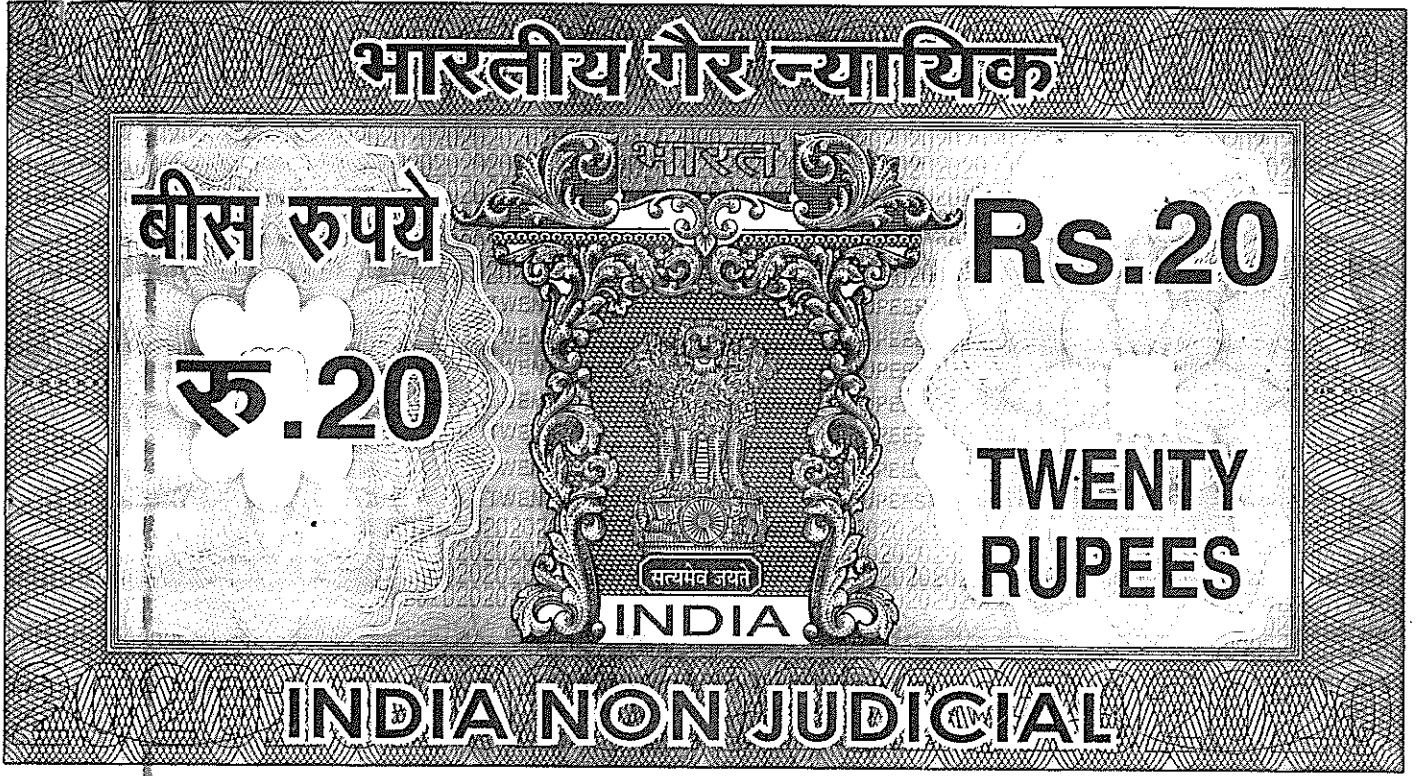 भारतीय गैर न्यायिक
भारत
बीस रुपये
Rs.20
रु.20
TWENTY
RUPEES
सत्यमेव जयते
INDIA
INDIA NON JUDICIAL